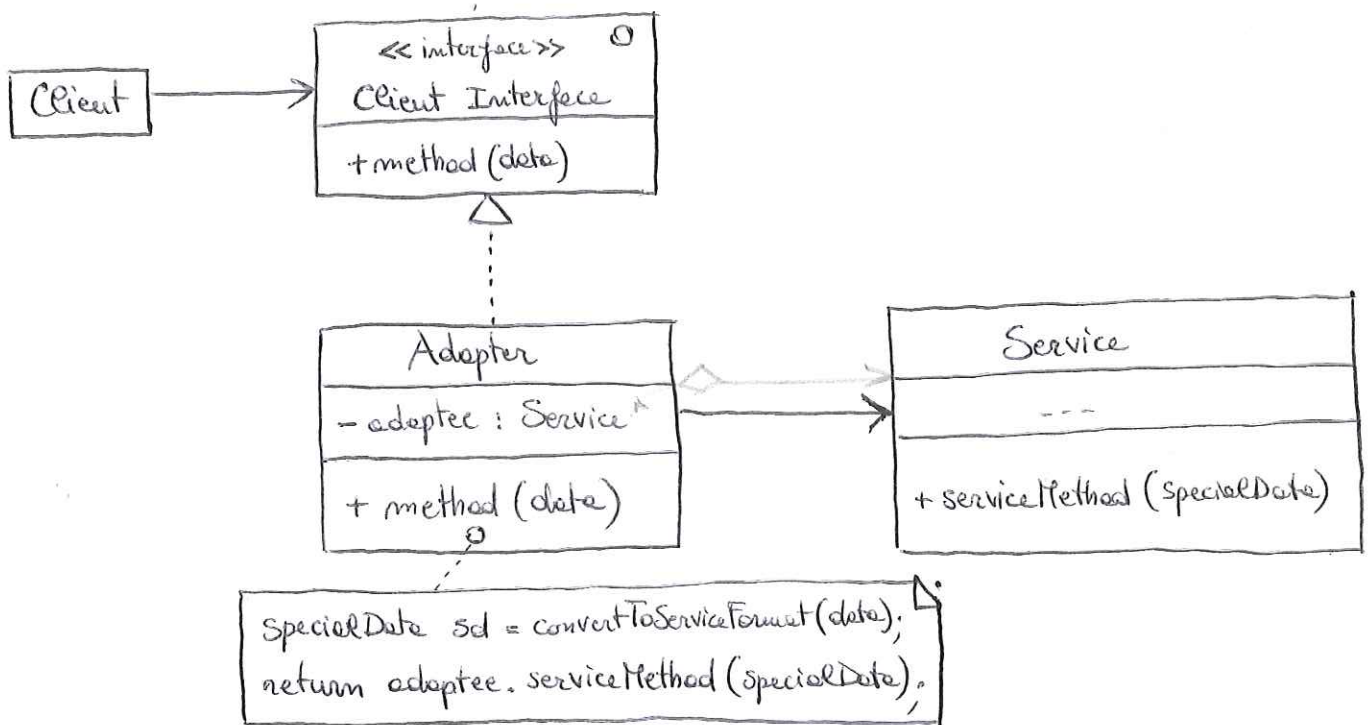 << interface >>
Client
Client Interface
+ method (data)
Adapter
- adaptee : Service
+ method (data)
Service
---
+ serviceMethod (specialData)
specialData sd = convertToServiceFormat (data);
return adaptee. serviceMethod (specialData);